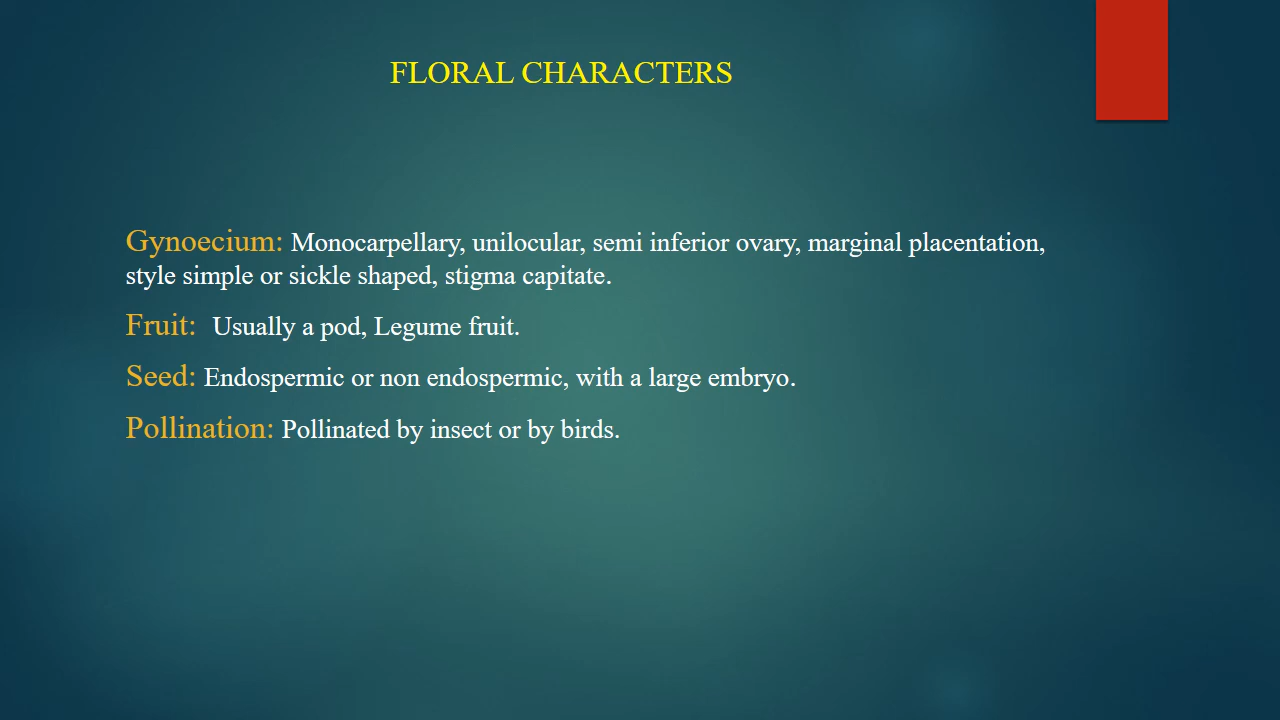 FLORAL CHARACTERS
Gynoecium: Monocarpellary, unilocular, semi inferior ovary, marginal placentation,
style simple or sickle shaped, stigma capitate.
Fruit:  Usually a pod, Legume fruit.
Seed: Endospermic or non endospermic, with a large embryo.
Pollination: Pollinated by insect or by birds.